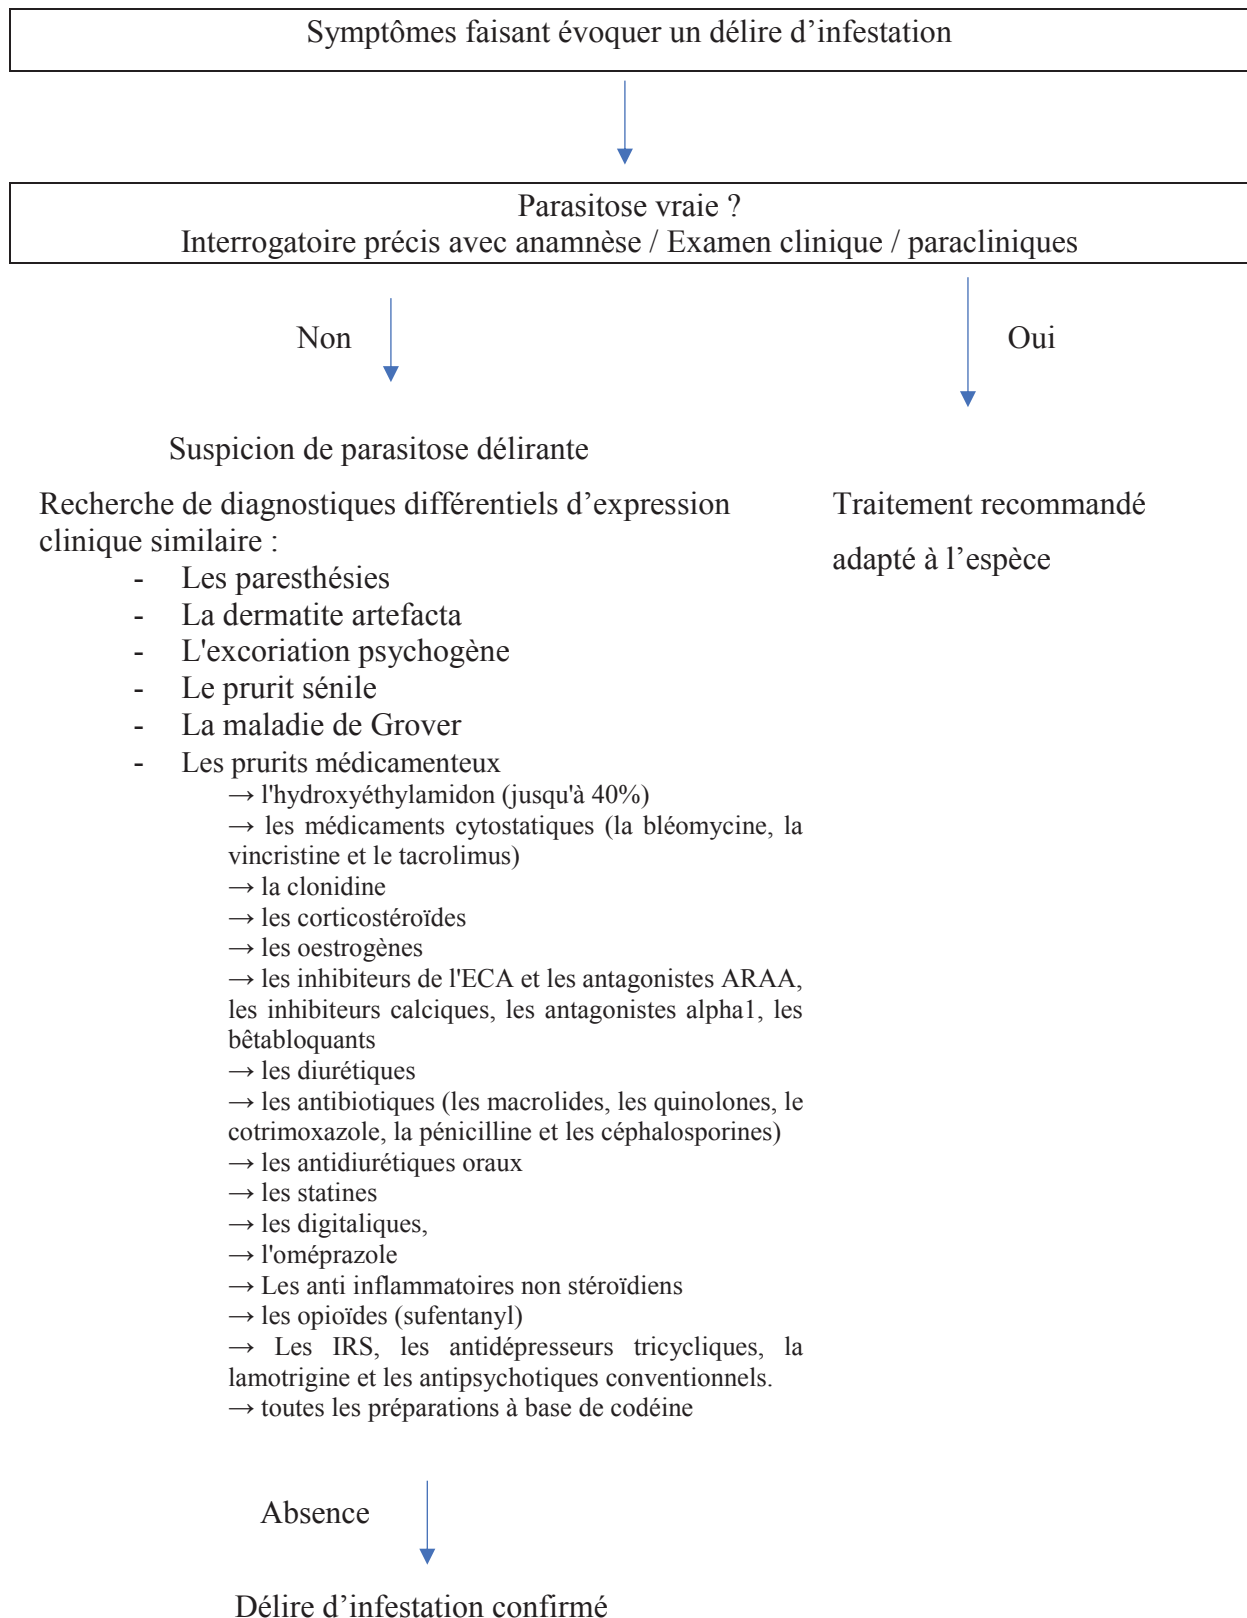 Symptômes faisant évoquer un délire d’infestation
Parasitose vraie ?
Interrogatoire précis avec anamnèse / Examen clinique / paracliniques
Non
Oui
Suspicion de parasitose délirante
Recherche de diagnostiques différentiels d’expression
clinique similaire :
- Les paresthésies
- La dermatite artefacta
- L'excoriation psychogène
- Le prurit sénile
- La maladie de Grover
- Les prurits médicamenteux
→ l'hydroxyéthylamidon (jusqu'à 40%)
→ les médicaments cytostatiques (la bléomycine, la
vincristine et le tacrolimus)
→ la clonidine
→ les corticostéroïdes
→ les oestrogènes
→ les inhibiteurs de l'ECA et les antagonistes ARAA,
les inhibiteurs calciques, les antagonistes alpha1, les
bêtabloquants
→ les diurétiques
→ les antibiotiques (les macrolides, les quinolones, le
cotrimoxazole, la pénicilline et les céphalosporines)
→ les antidiurétiques oraux
→ les statines
→ les digitaliques,
→ l'oméprazole
→ Les anti inflammatoires non stéroïdiens
→ les opioïdes (sufentanyl)
→ Les IRS, les antidépresseurs tricycliques, la
lamotrigine et les antipsychotiques conventionnels.
→ toutes les préparations à base de codéine
Traitement recommandé
adapté à l’espèce
Absence
Délire d’infestation confirmé